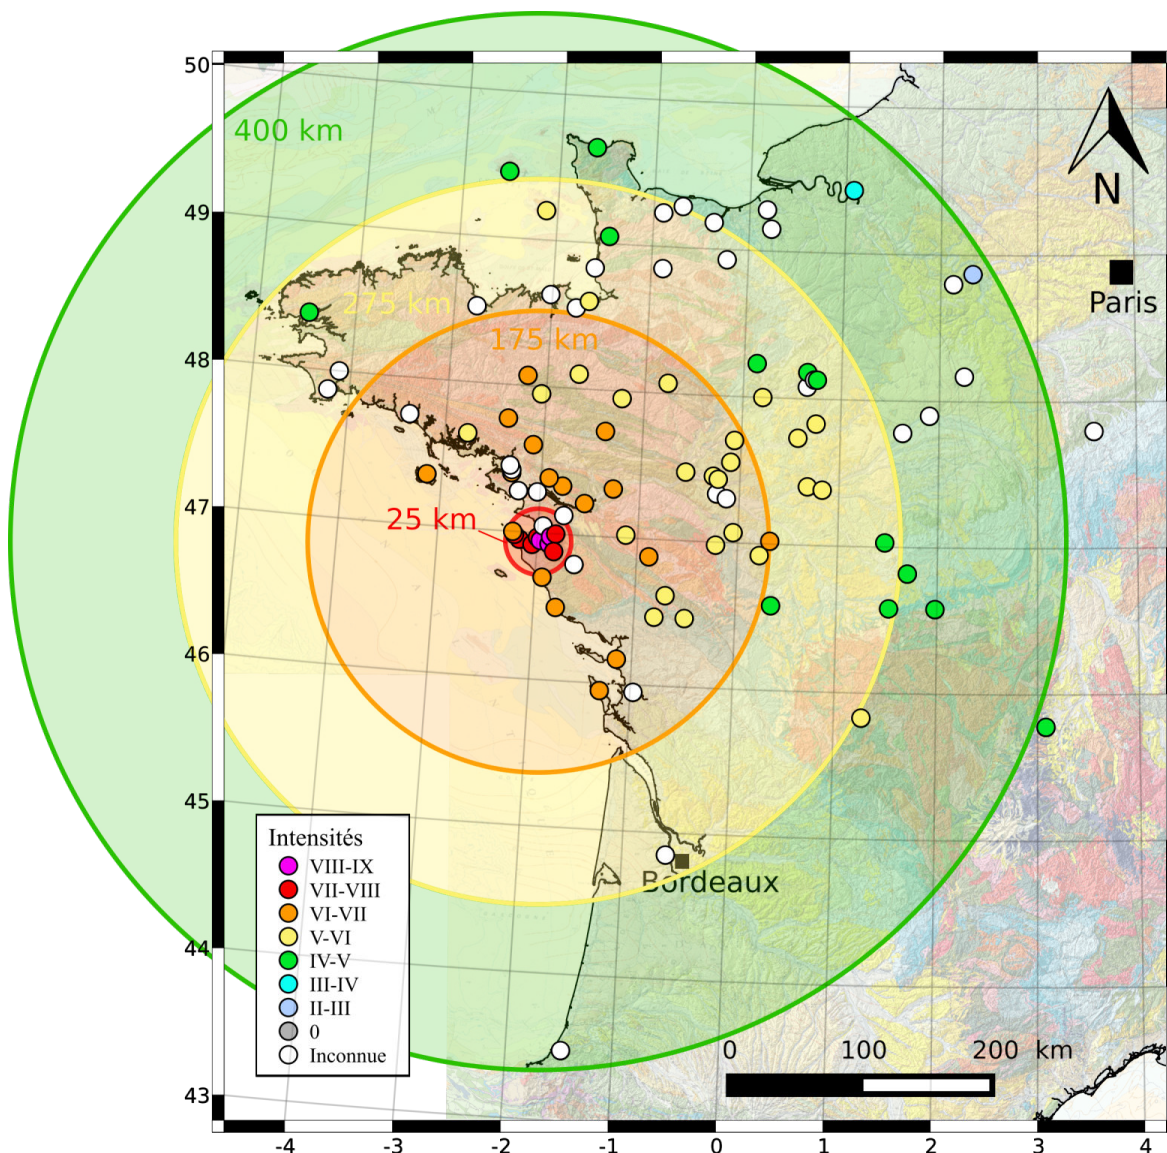 50
400 km
N
49
Paris
275 km
175 km
48
47
25 km
46
45
Intensités
VIII-IX
VII-VIII
VI-VII
V-VI
IV-V
III-IV
II-III
0
Inconnue
Bordeaux
44
0 100 200 km
43
-4 -3 -2 -1 0 1 2 3 4